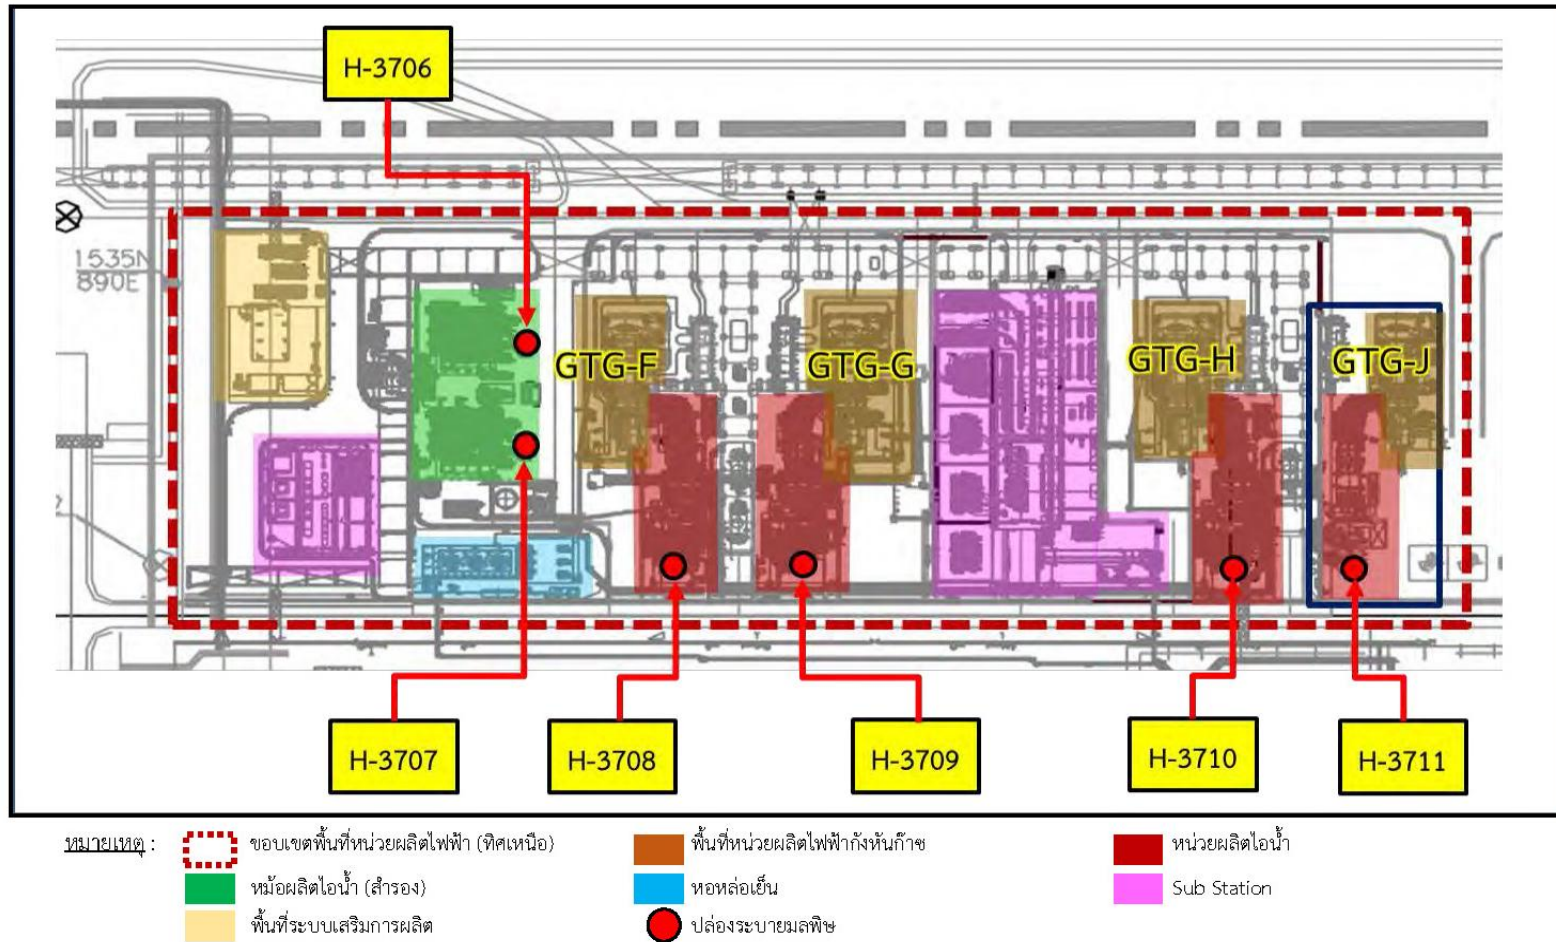 H-3706
1535N
890E
GTG-F
GTG-G
GTG-H
GTG-J
H-3707
H-3708
H-3709
H-3710
H-3711
หมายเหตุ :
ขอบเขตพื้นที่หน่วยผลิตไฟฟ้า (ทิศเหนือ)
พื้นที่หน่วยผลิตไฟฟ้ากังหันก๊าซ
หน่วยผลิตไอน้ำ
หม้อผลิตไอน้ำ (สำรอง)
หอหล่อเย็น
Sub Station
พื้นที่ระบบเสริมการผลิต
ปล่องระบายมลพิษ